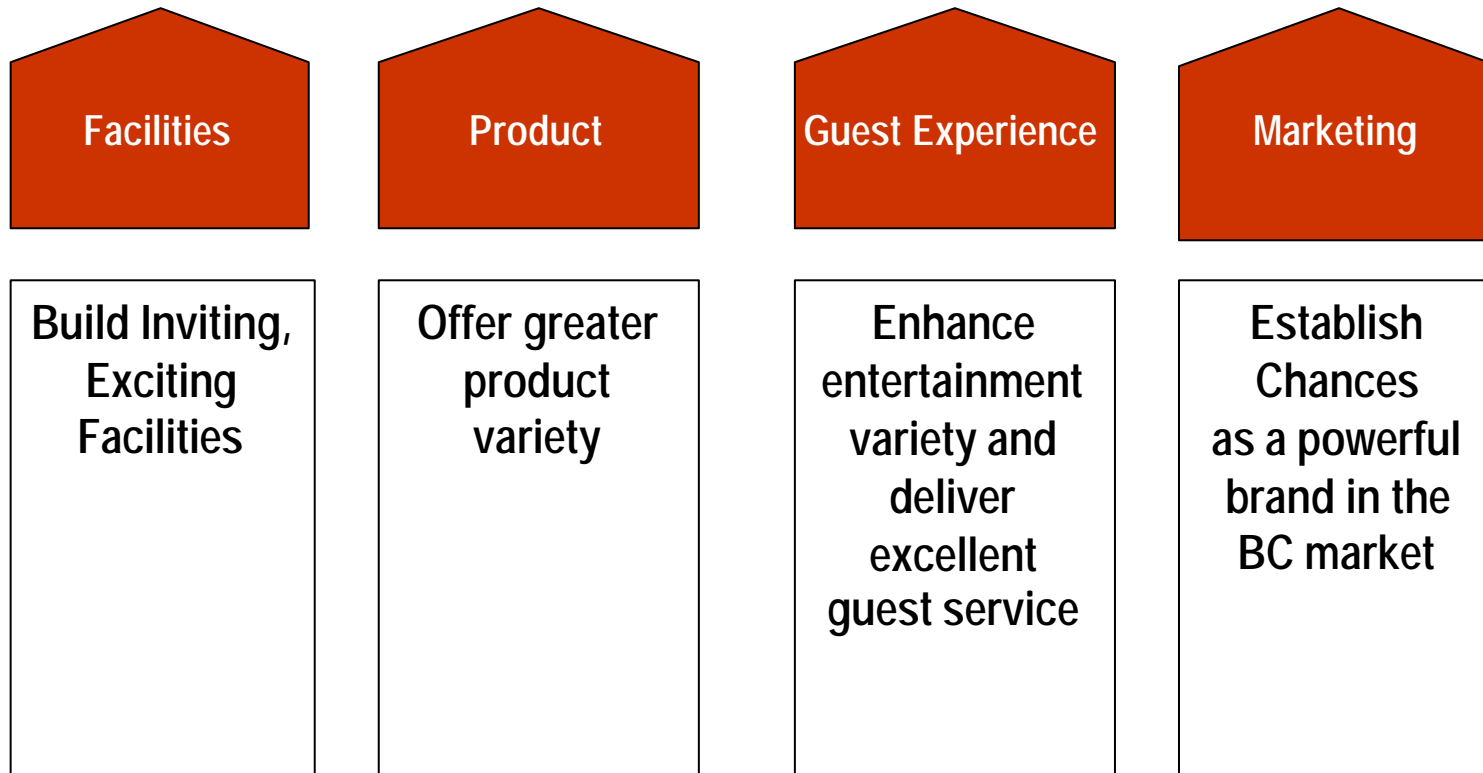 Facilities
Product
Guest Experience
Marketing
Build Inviting,
Exciting
Facilities
Offer greater
product
variety
Enhance
entertainment
variety and
deliver
excellent
guest service
Establish
Chances
as a powerful
brand in the
BC market